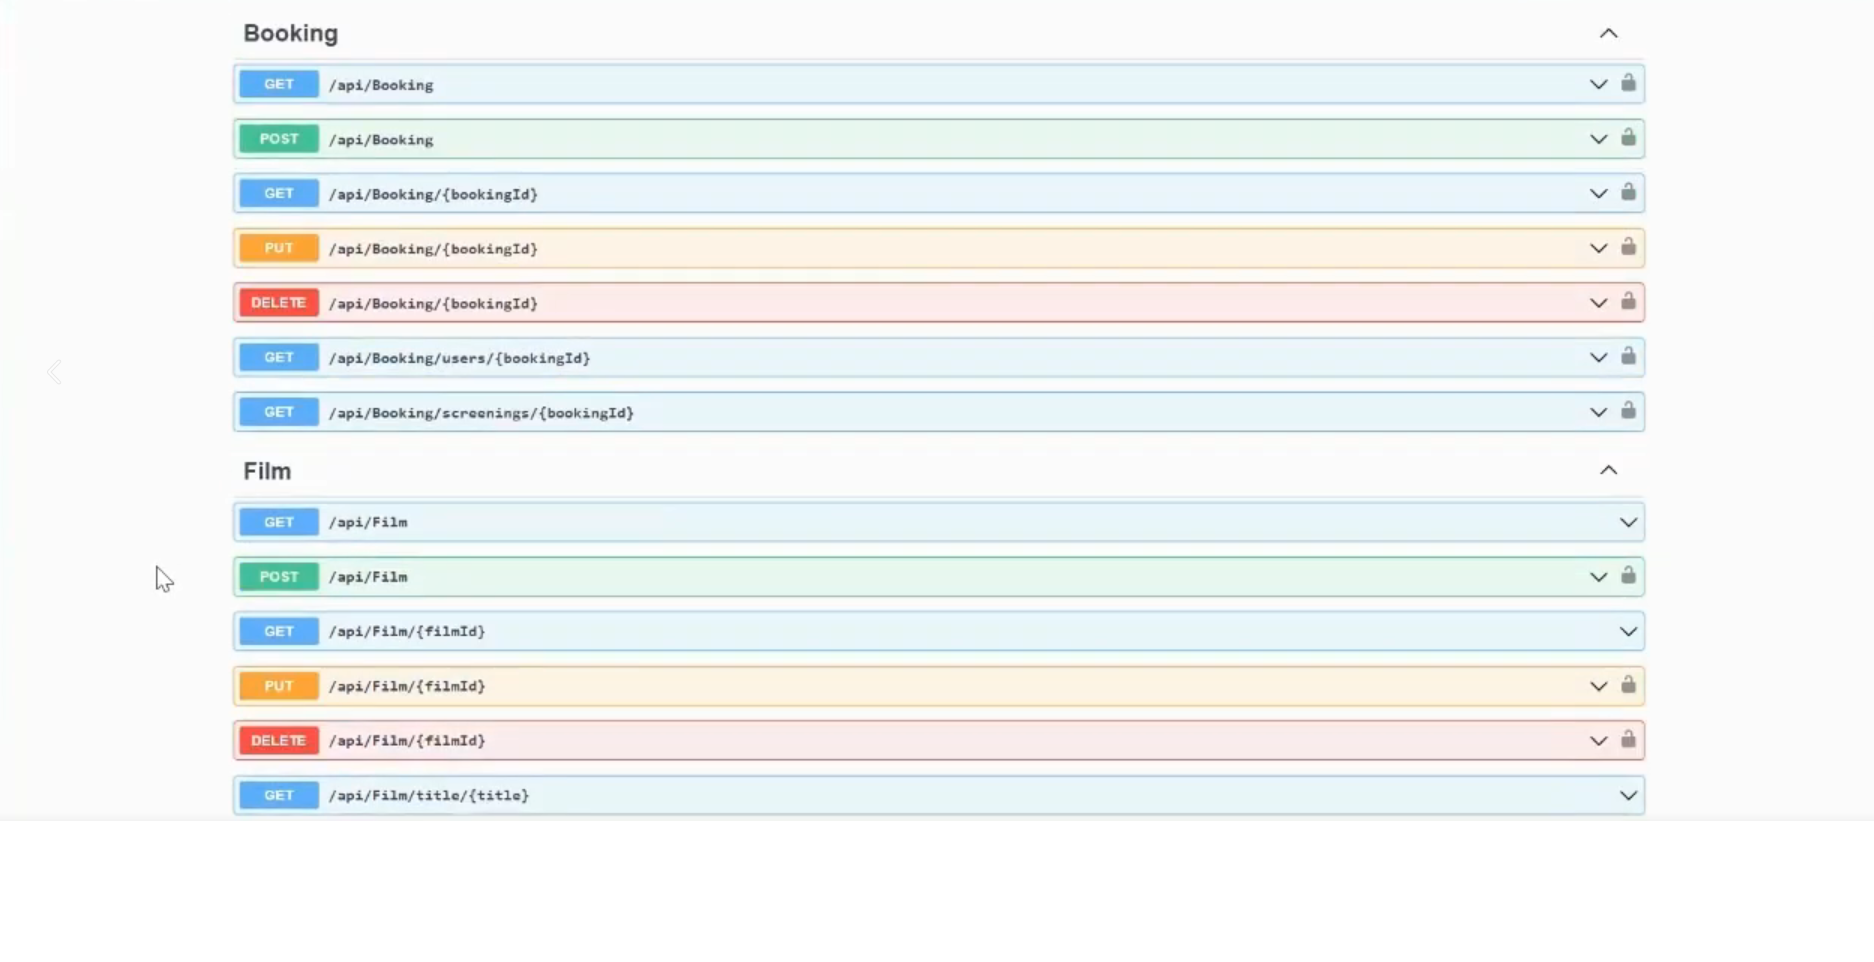 Booking
GET /api/Booking
POST /api/Booking
GET /api/Booking/{bookingId}
PUT /api/Booking/{bookingId}
DELETE /api/Booking/{bookingId}
GET /api/Booking/users/{bookingId}
GET /api/Booking/screenings/{bookingId}
Film
GET /api/Film
POST /api/Film
GET /api/Film/{filmId}
PUT /api/Film/{filmId}
DELETE /api/Film/{filmId}
GET /api/Film/title/{title}